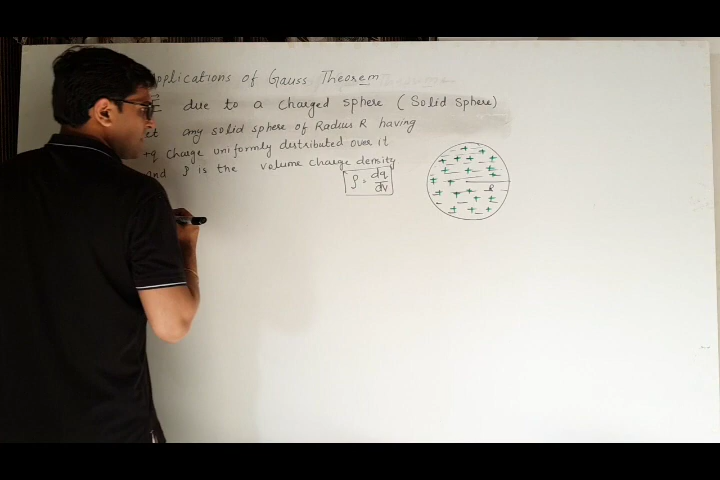 pplications of Gauss Theorem
E due to a charged sphere (Solid Sphere)
et any solid sphere of Radius R having
+q charge uniformly distributed over it
and ρ is the volume charge density
ρ = dq/dv
R